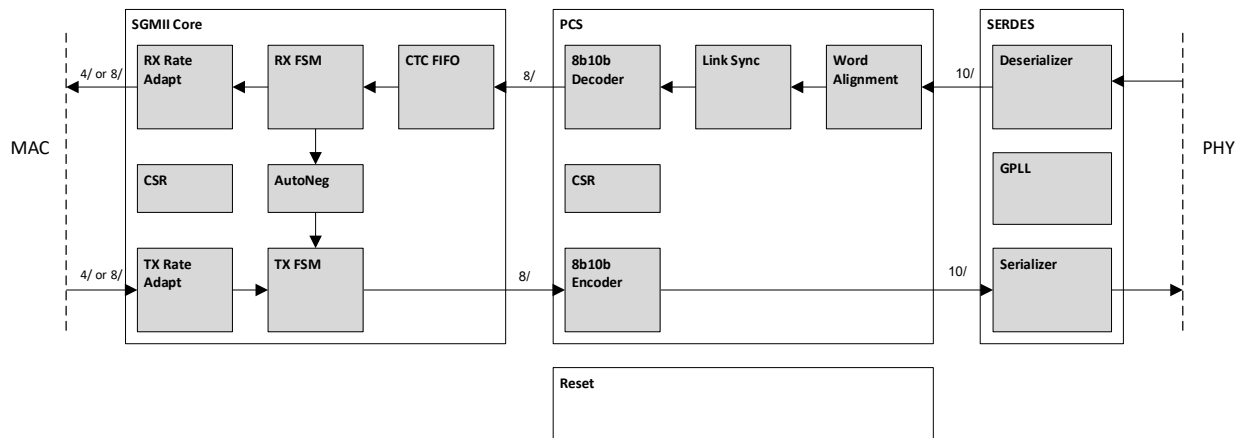 SGMII Core
PCS
SERDES
RX Rate
Adapt
RX FSM
CTC FIFO
8b10b
Decoder
Link Sync
Word
Alignment
Deserializer
4/ or 8/
8/
10/
MAC
PHY
CSR
AutoNeg
CSR
GPLL
TX Rate
Adapt
TX FSM
8b10b
Encoder
Serializer
4/ or 8/
8/
10/
Reset